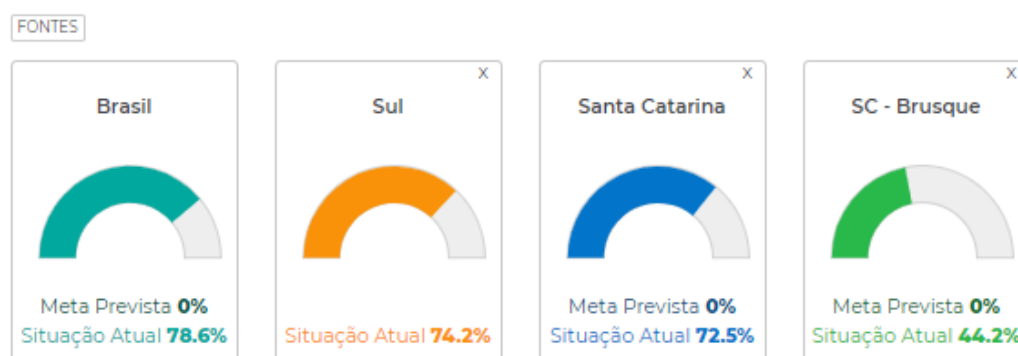 FONTES
Brasil
Meta Prevista 0%
Situação Atual 78.6%
X
Sul
Situação Atual 74.2%
X
Santa Catarina
Meta Prevista 0%
Situação Atual 72.5%
X
SC - Brusque
Meta Prevista 0%
Situação Atual 44.2%